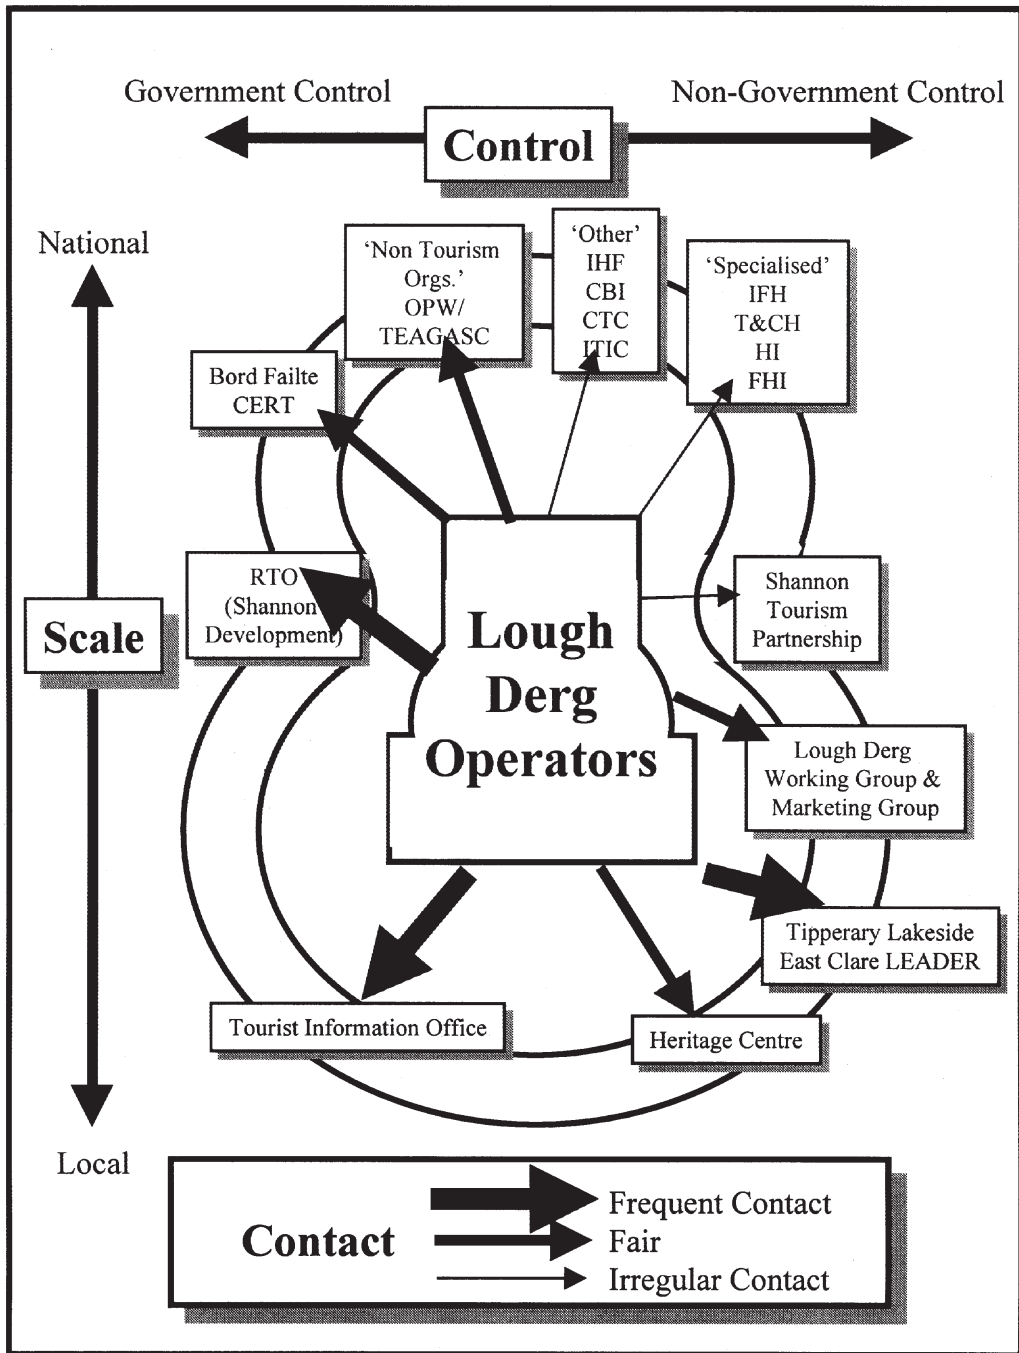 Government Control
Non-Government Control
Control
National
‘Non Tourism
Orgs.’
OPW/
TEAGASC
‘Other’
IHF
CBI
CTC
ITIC
‘Specialised’
IFH
T&CH
HI
FHI
Bord Failte
CERT
RTO
(Shannon
Development)
Scale
Lough
Derg
Operators
Shannon
Tourism
Partnership
Lough Derg
Working Group &
Marketing Group
Tipperary Lakeside
East Clare LEADER
Tourist Information Office
Heritage Centre
Local
Contact
Frequent Contact
Fair
Irregular Contact